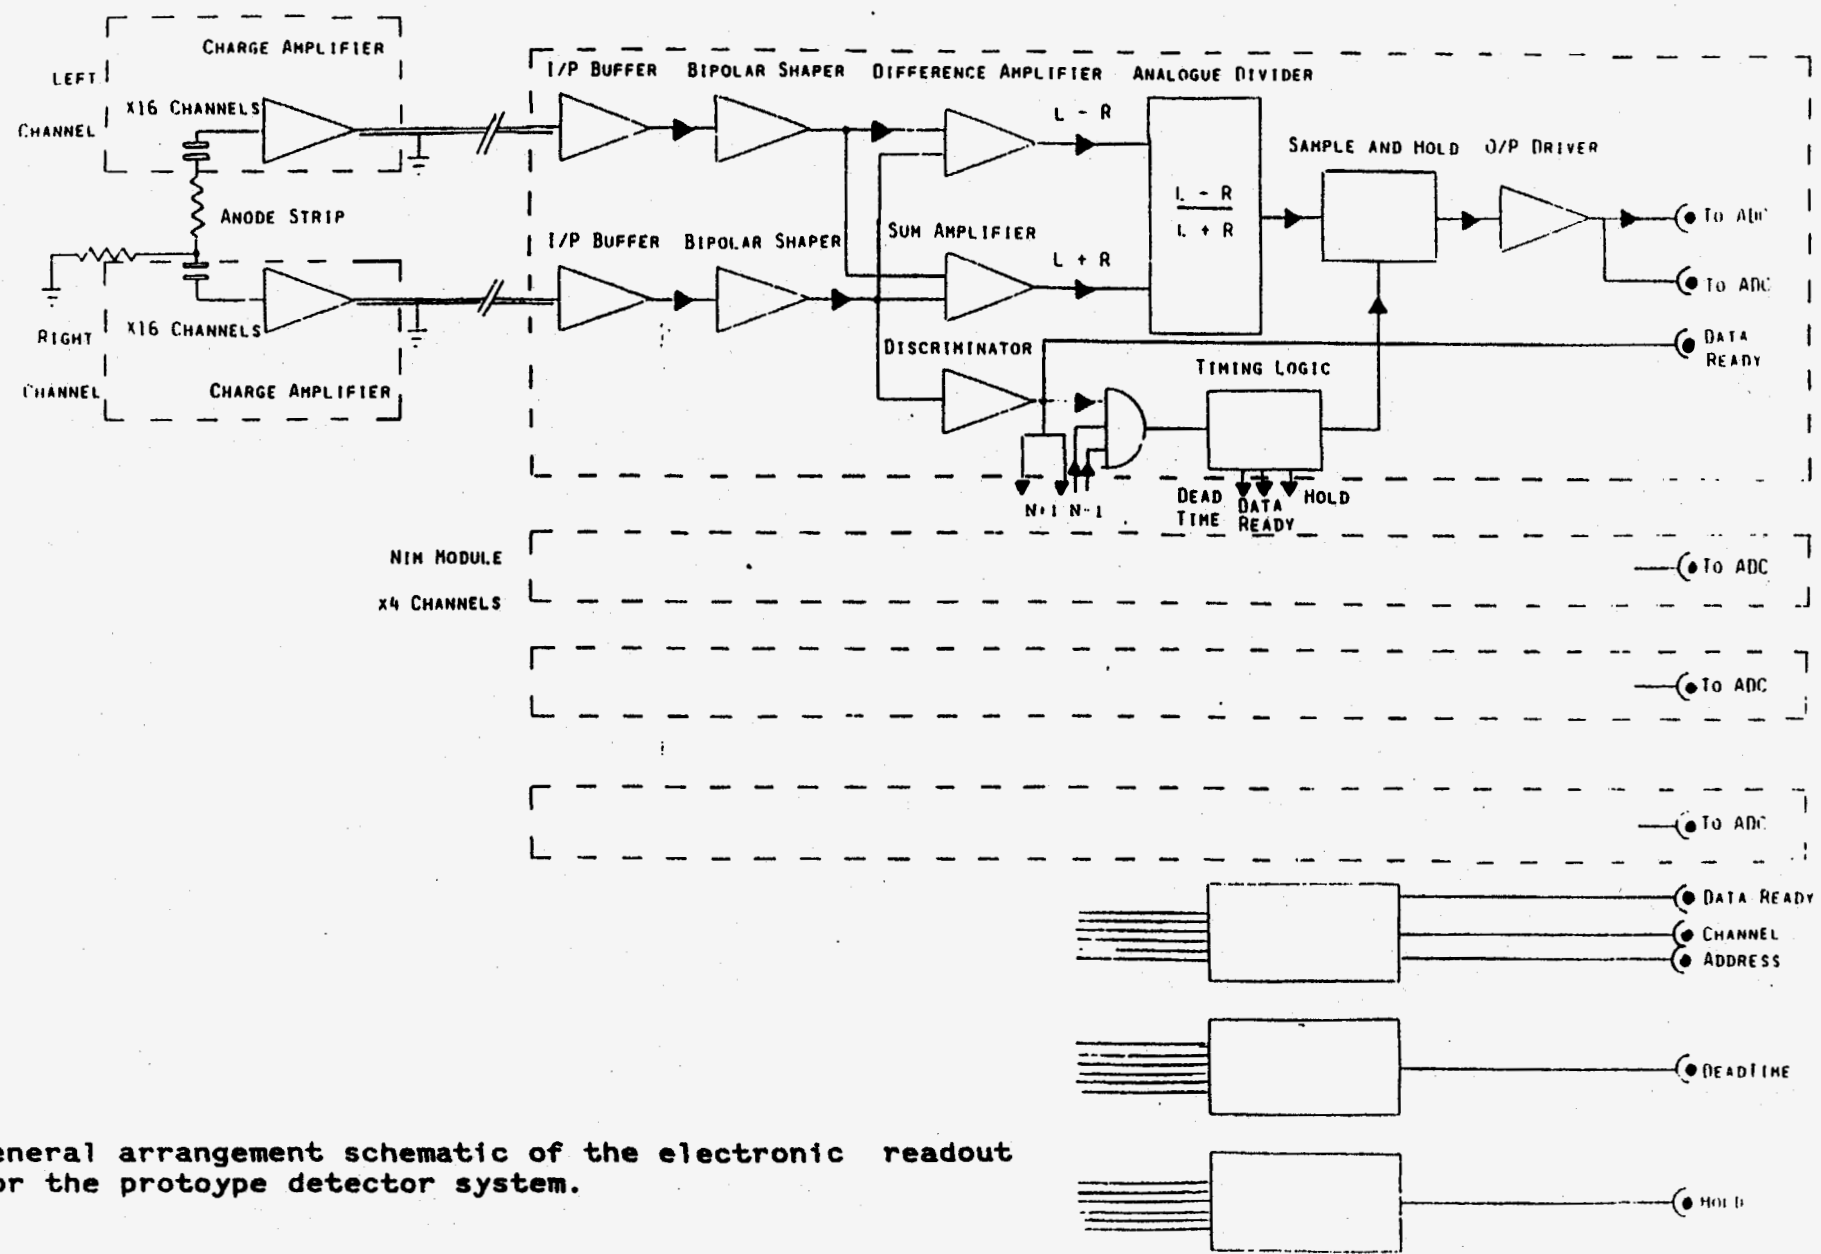 CHARGE AMPLIFIER
LEFT
CHANNEL
x16 CHANNELS
ANODE STRIP
RIGHT
CHANNEL
x16 CHANNELS
CHARGE AMPLIFIER
I/P BUFFER BIPOLAR SHAPER DIFFERENCE AMPLIFIER ANALOGUE DIVIDER
L - R
L - R
L + R
SAMPLE AND HOLD O/P DRIVER
TO ADC
TO ADC
I/P BUFFER BIPOLAR SHAPER SUM AMPLIFIER
L + R
DATA
READY
DISCRIMINATOR
TIMING LOGIC
N+1 N-1
DEAD
TIME
DATA
READY
HOLD
NIM MODULE
x4 CHANNELS
TO ADC
TO ADC
TO ADC
DATA READY
CHANNEL
ADDRESS
DEADTIME
HOLD
eneral arrangement schematic of the electronic readout
or the protoype detector system.